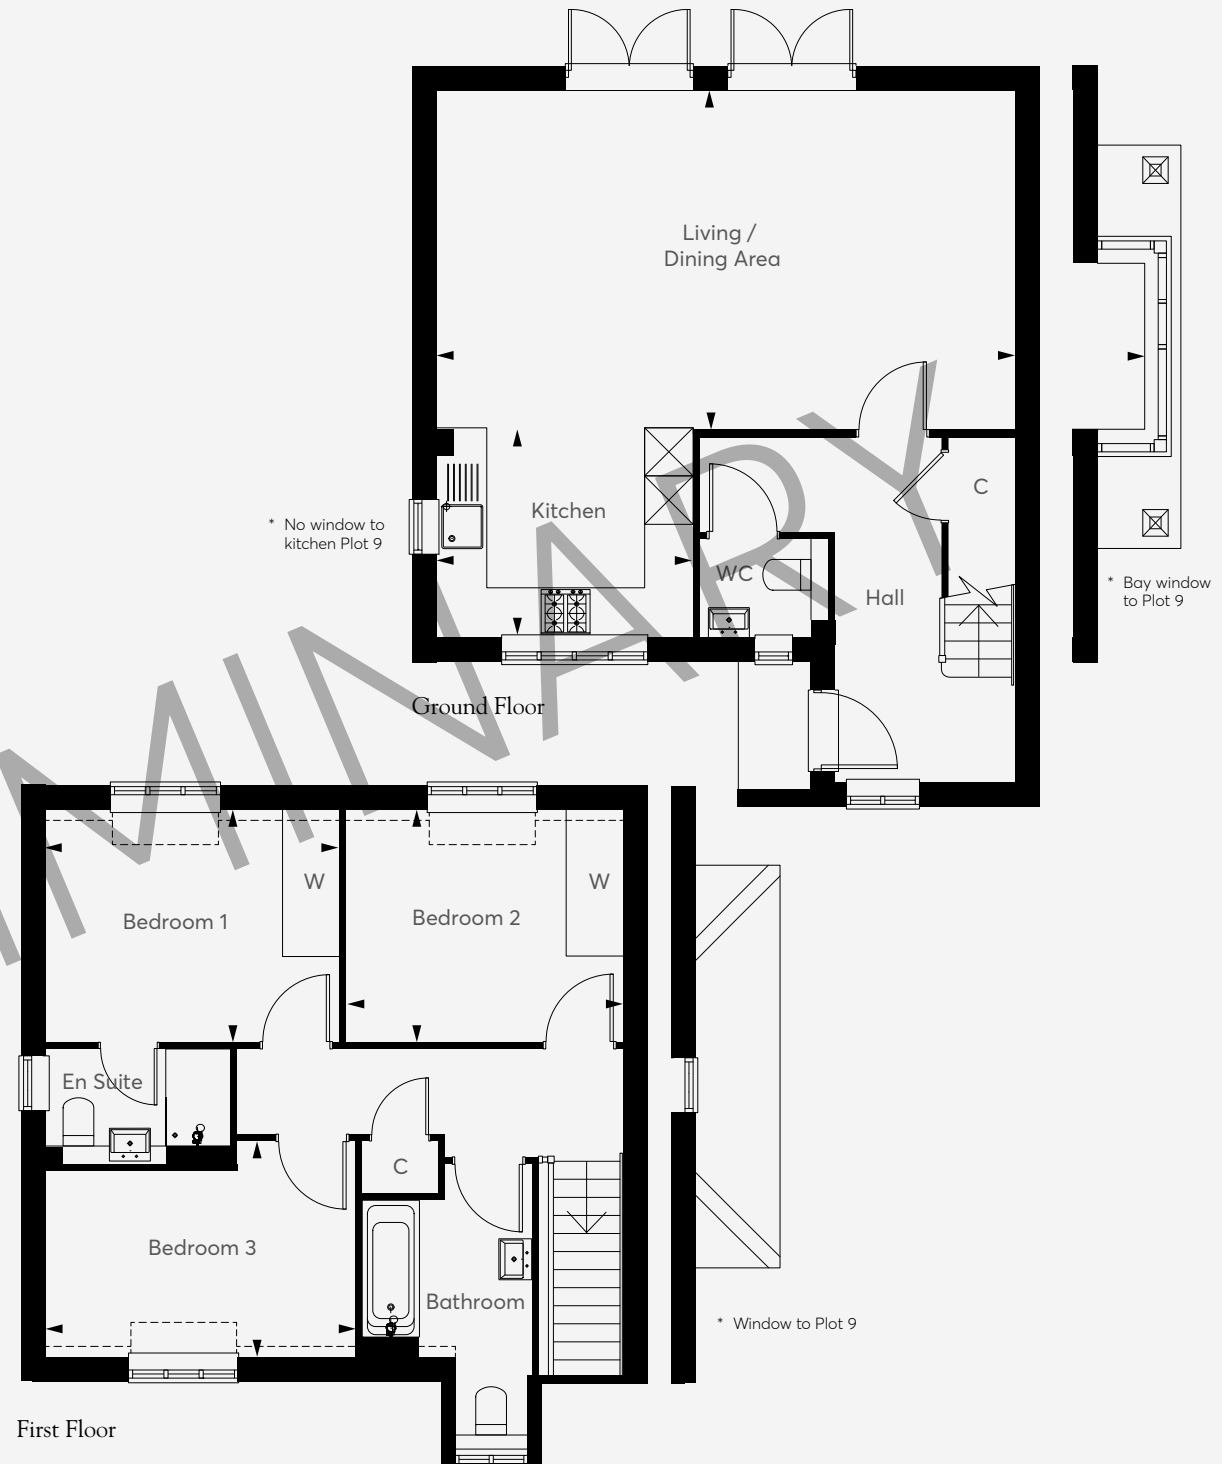 Living /
Dining Area
Kitchen
* No window to
kitchen Plot 9
WC
C
Hall
* Bay window
to Plot 9
Ground Floor
MINARY
W
W
Bedroom 1
Bedroom 2
En Suite
C
Bedroom 3
Bathroom
* Window to Plot 9
First Floor